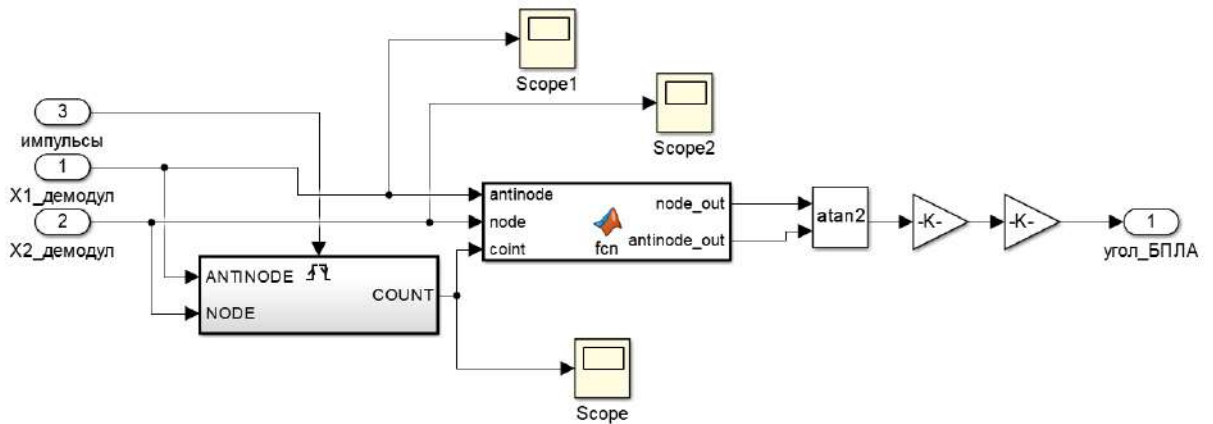 Scope1
Scope2
3
импульсы
1
X1_демодул
2
X2_демодул
antinode
node
coint
fcn
node_out
antinode_out
atan2
-K-
-K-
1
угол_БПЛА
ANTINODE
NODE
COUNT
Scope